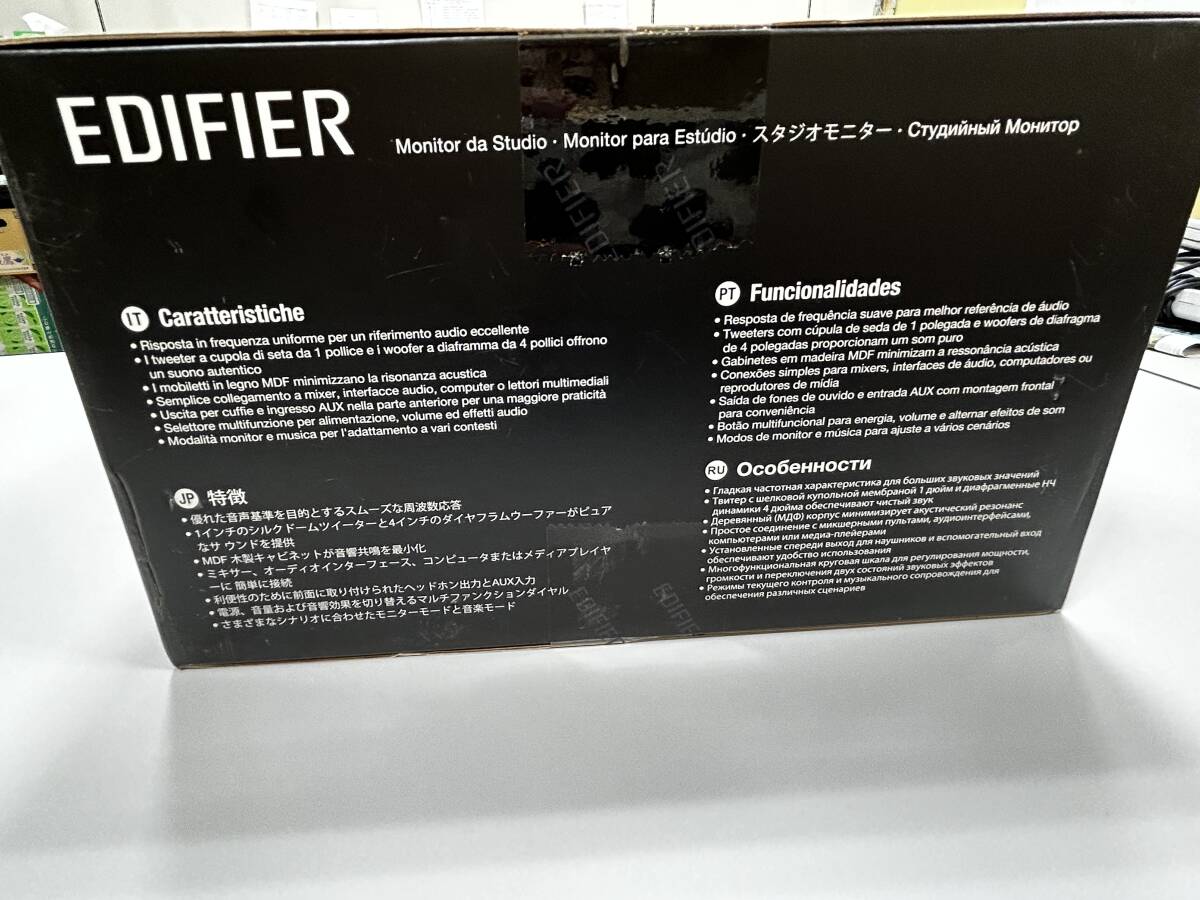 EDIFIER
Monitor da Studio · Monitor para Estúdio · スタジオモニター · Студийный Монитор
EDIFIER
EDIFIER
IT Caratteristiche
• Risposta in frequenza uniforme per un riferimento audio eccellente
• I tweeter a cupola di seta da 1 pollice e i woofer a diaframma da 4 pollici offrono
un suono autentico
• I mobiletti in legno MDF minimizzano la risonanza acustica
• Semplice collegamento a mixer, interfacce audio, computer o lettori multimediali
• Uscita per cuffie e ingresso AUX nella parte anteriore per una maggiore praticità
• Selettore multifunzione per alimentazione, volume ed effetti audio
• Modalità monitor e musica per l'adattamento a vari contesti
PT Funcionalidades
• Resposta de frequência suave para melhor referência de áudio
• Tweeters com cúpula de seda de 1 polegada e woofers de diafragma
de 4 polegadas proporcionam um som puro
• Gabinetes em madeira MDF minimizam a ressonância acústica
• Conexões simples para mixers, interfaces de áudio, computadores ou
reprodutores de mídia
• Saída de fones de ouvido e entrada AUX com montagem frontal
para conveniência
• Botão multifuncional para energia, volume e alternar efeitos de som
• Modos de monitor e música para ajuste a vários cenários
JP 特徴
• 優れた音声基準を目的とするスムーズな周波数応答
• 1インチのシルクドームツイーターと4インチのダイヤフラムウーファーがピュア
なサ ウンドを提供
• MDF 木製キャビネットが音響共鳴を最小化
• ミキサー、オーディオインターフェース、コンピュータまたはメディアプレイヤ
ーに 簡単に接続
• 利便性のために前面に取り付けられたヘッドホン出力とAUX入力
• 電源、音量および音響効果を切り替えるマルチファンクションダイヤル
• さまざまなシナリオに合わせたモニターモードと音楽モード
RU Особенности
• Гладкая частотная характеристика для больших звуковых значений
• Твитер с шелковой купольной мембраной 1 дюйм и диафрагменные НЧ
динамики 4 дюйма обеспечивают чистый звук
• Деревянный (МДФ) корпус минимизирует акустический резонанс
• Простое соединение с микшерными пультами, аудиоинтерфейсами,
компьютерами или медиа-плейерами
• Установленные спереди выход для наушников и вспомогательный вход
обеспечивают удобство использования
• Многофункциональная круговая шкала для регулирования мощности,
громкости и переключения двух состояний звуковых эффектов
• Режимы текущего контроля и музыкального сопровождения для
обеспечения различных сценариев
EDIFIER